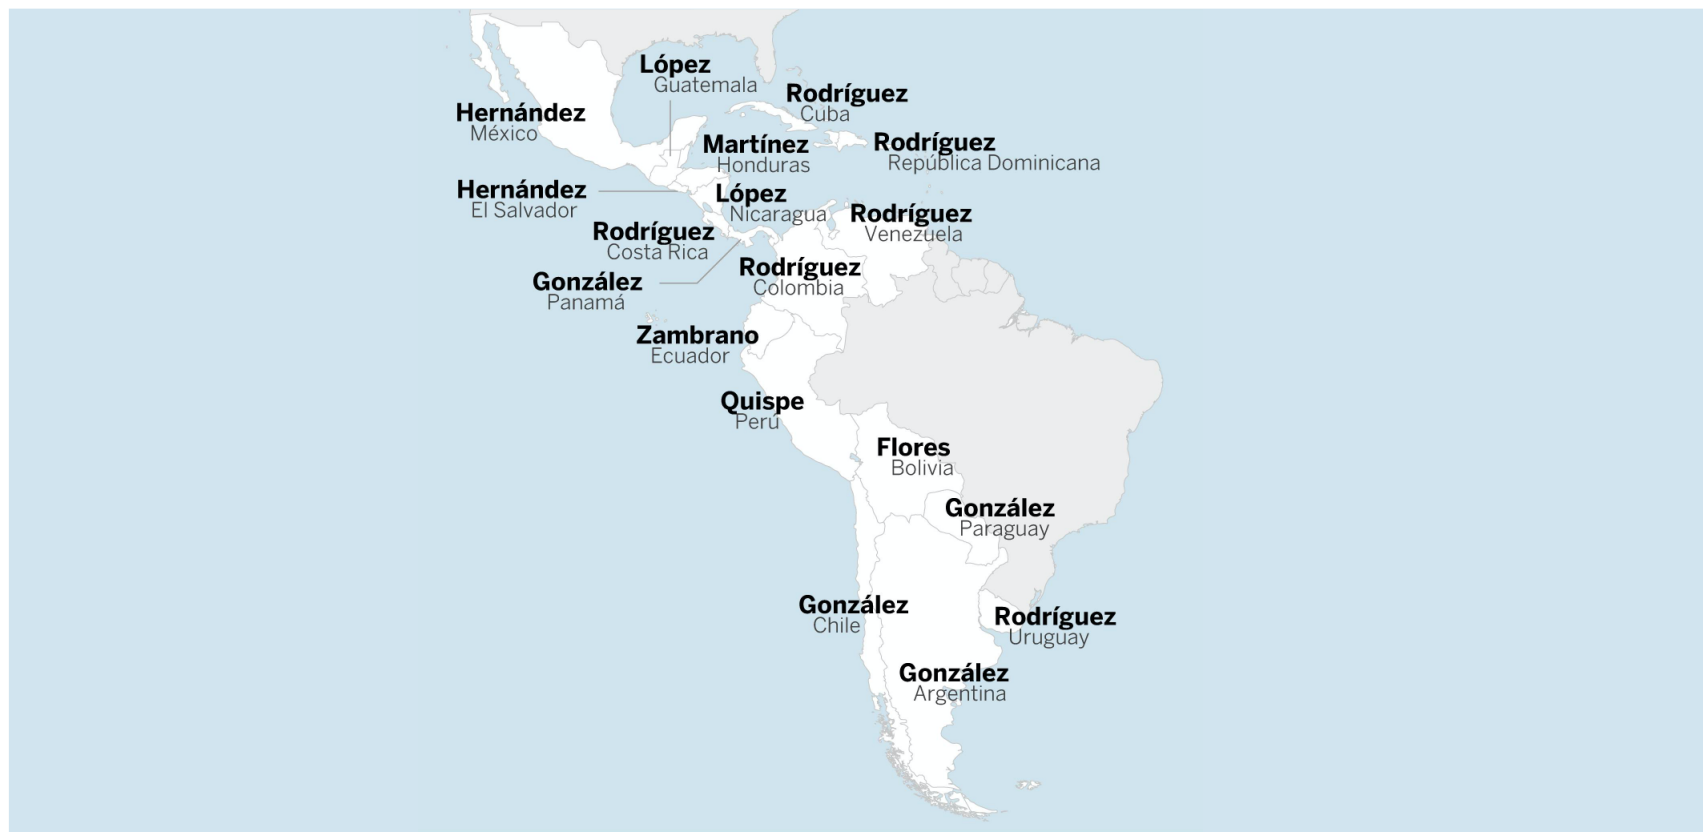 López
Guatemala
Rodríguez
Cuba
Hernández
México
Martínez
Honduras
Rodríguez
República Dominicana
Hernández
El Salvador
López
Nicaragua
Rodríguez
Venezuela
Rodríguez
Costa Rica
Rodríguez
Colombia
González
Panamá
Zambrano
Ecuador
Quispe
Perú
Flores
Bolivia
González
Paraguay
González
Chile
Rodríguez
Uruguay
González
Argentina